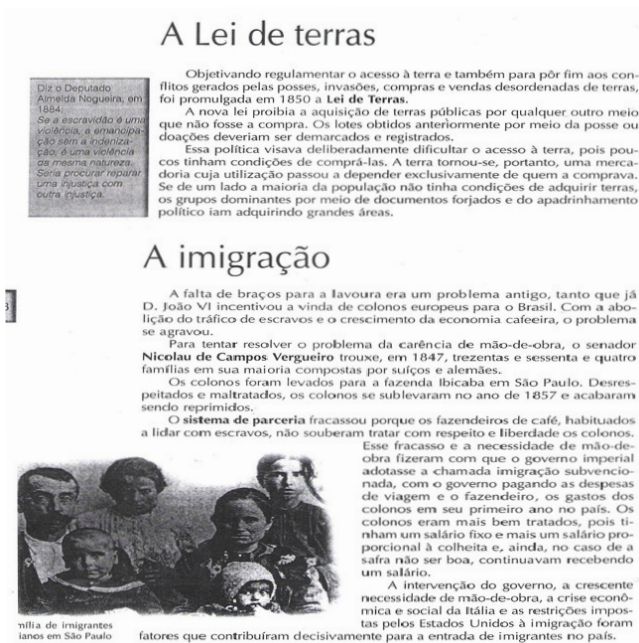 A Lei de terras
Diz o Deputado
Almeida Nogueira, em
1884:
Se a escravidão é uma
violência, a emancipa-
ção sem a indeniza-
ção, é uma violência
da mesma natureza.
Seria procurar reparar
uma injustiça com
outra injustiça.
Objetivando regulamentar o acesso à terra e também para pôr fim aos con-
flitos gerados pelas posses, invasões, compras e vendas desordenadas de terras,
foi promulgada em 1850 a Lei de Terras.
A nova lei proibia a aquisição de terras públicas por qualquer outro meio
que não fosse a compra. Os lotes obtidos anteriormente por meio da posse ou
doações deveriam ser demarcados e registrados.
Essa política visava deliberadamente dificultar o acesso à terra, pois pou-
cos tinham condições de comprá-las. A terra tornou-se, portanto, uma merca-
doria cuja utilização passou a depender exclusivamente de quem a comprava.
Se de um lado a maioria da população não tinha condições de adquirir terras,
os grupos dominantes por meio de documentos forjados e do apadrinhamento
político iam adquirindo grandes áreas.
A imigração
A falta de braços para a lavoura era um problema antigo, tanto que já
D. João VI incentivou a vinda de colonos europeus para o Brasil. Com a abo-
lição do tráfico de escravos e o crescimento da economia cafeeira, o problema
se agravou.
Para tentar resolver o problema da carência de mão-de-obra, o senador
Nicolau de Campos Vergueiro trouxe, em 1847, trezentas e sessenta e quatro
famílias em sua maioria compostas por suíços e alemães.
Os colonos foram levados para a fazenda Ibicaba em São Paulo. Desres-
peitados e maltratados, os colonos se sublevaram no ano de 1857 e acabaram
sendo reprimidos.
O sistema de parceria fracassou porque os fazendeiros de café, habituados
a lidar com escravos, não souberam tratar com respeito e liberdade os colonos.
Esse fracasso e a necessidade de mão-de-
obra fizeram com que o governo imperial
adotasse a chamada imigração subvencio-
nada, com o governo pagando as despesas
de viagem e o fazendeiro, os gastos dos
colonos em seu primeiro ano no país. Os
colonos eram mais bem tratados, pois ti-
nham um salário fixo e mais um salário pro-
porcional à colheita e, ainda, no caso de a
safra não ser boa, continuavam recebendo
um salário.
A intervenção do governo, a crescente
necessidade de mão-de-obra, a crise econô-
mica e social da Itália e as restrições impos-
tas pelos Estados Unidos à imigração foram
fatores que contribuíram decisivamente para a entrada de imigrantes no país.
mília de imigrantes
ianos em São Paulo